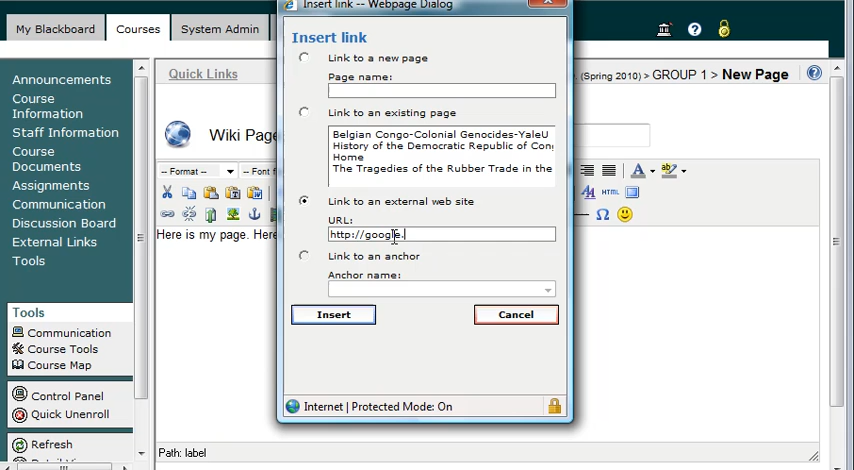 Insert link -- Webpage Dialog
My Blackboard
Courses
System Admin
Insert link
Link to a new page
Page name:
Link to an existing page
Belgian Congo-Colonial Genocides-YaleU
History of the Democratic Republic of Con
Home
The Tragedies of the Rubber Trade in the
Link to an external web site
URL:
http://google.
Link to an anchor
Anchor name:
Insert
Cancel
Internet | Protected Mode: On
Announcements
Course
Information
Staff Information
Course
Documents
Assignments
Communication
Discussion Board
External Links
Tools
Tools
Communication
Course Tools
Course Map
Control Panel
Quick Unenroll
Refresh
Detail View
Quick Links
(Spring 2010) > GROUP 1 > New Page
Wiki Page
-- Format --
-- Font
HTML
Here is my page. Here
Path: label